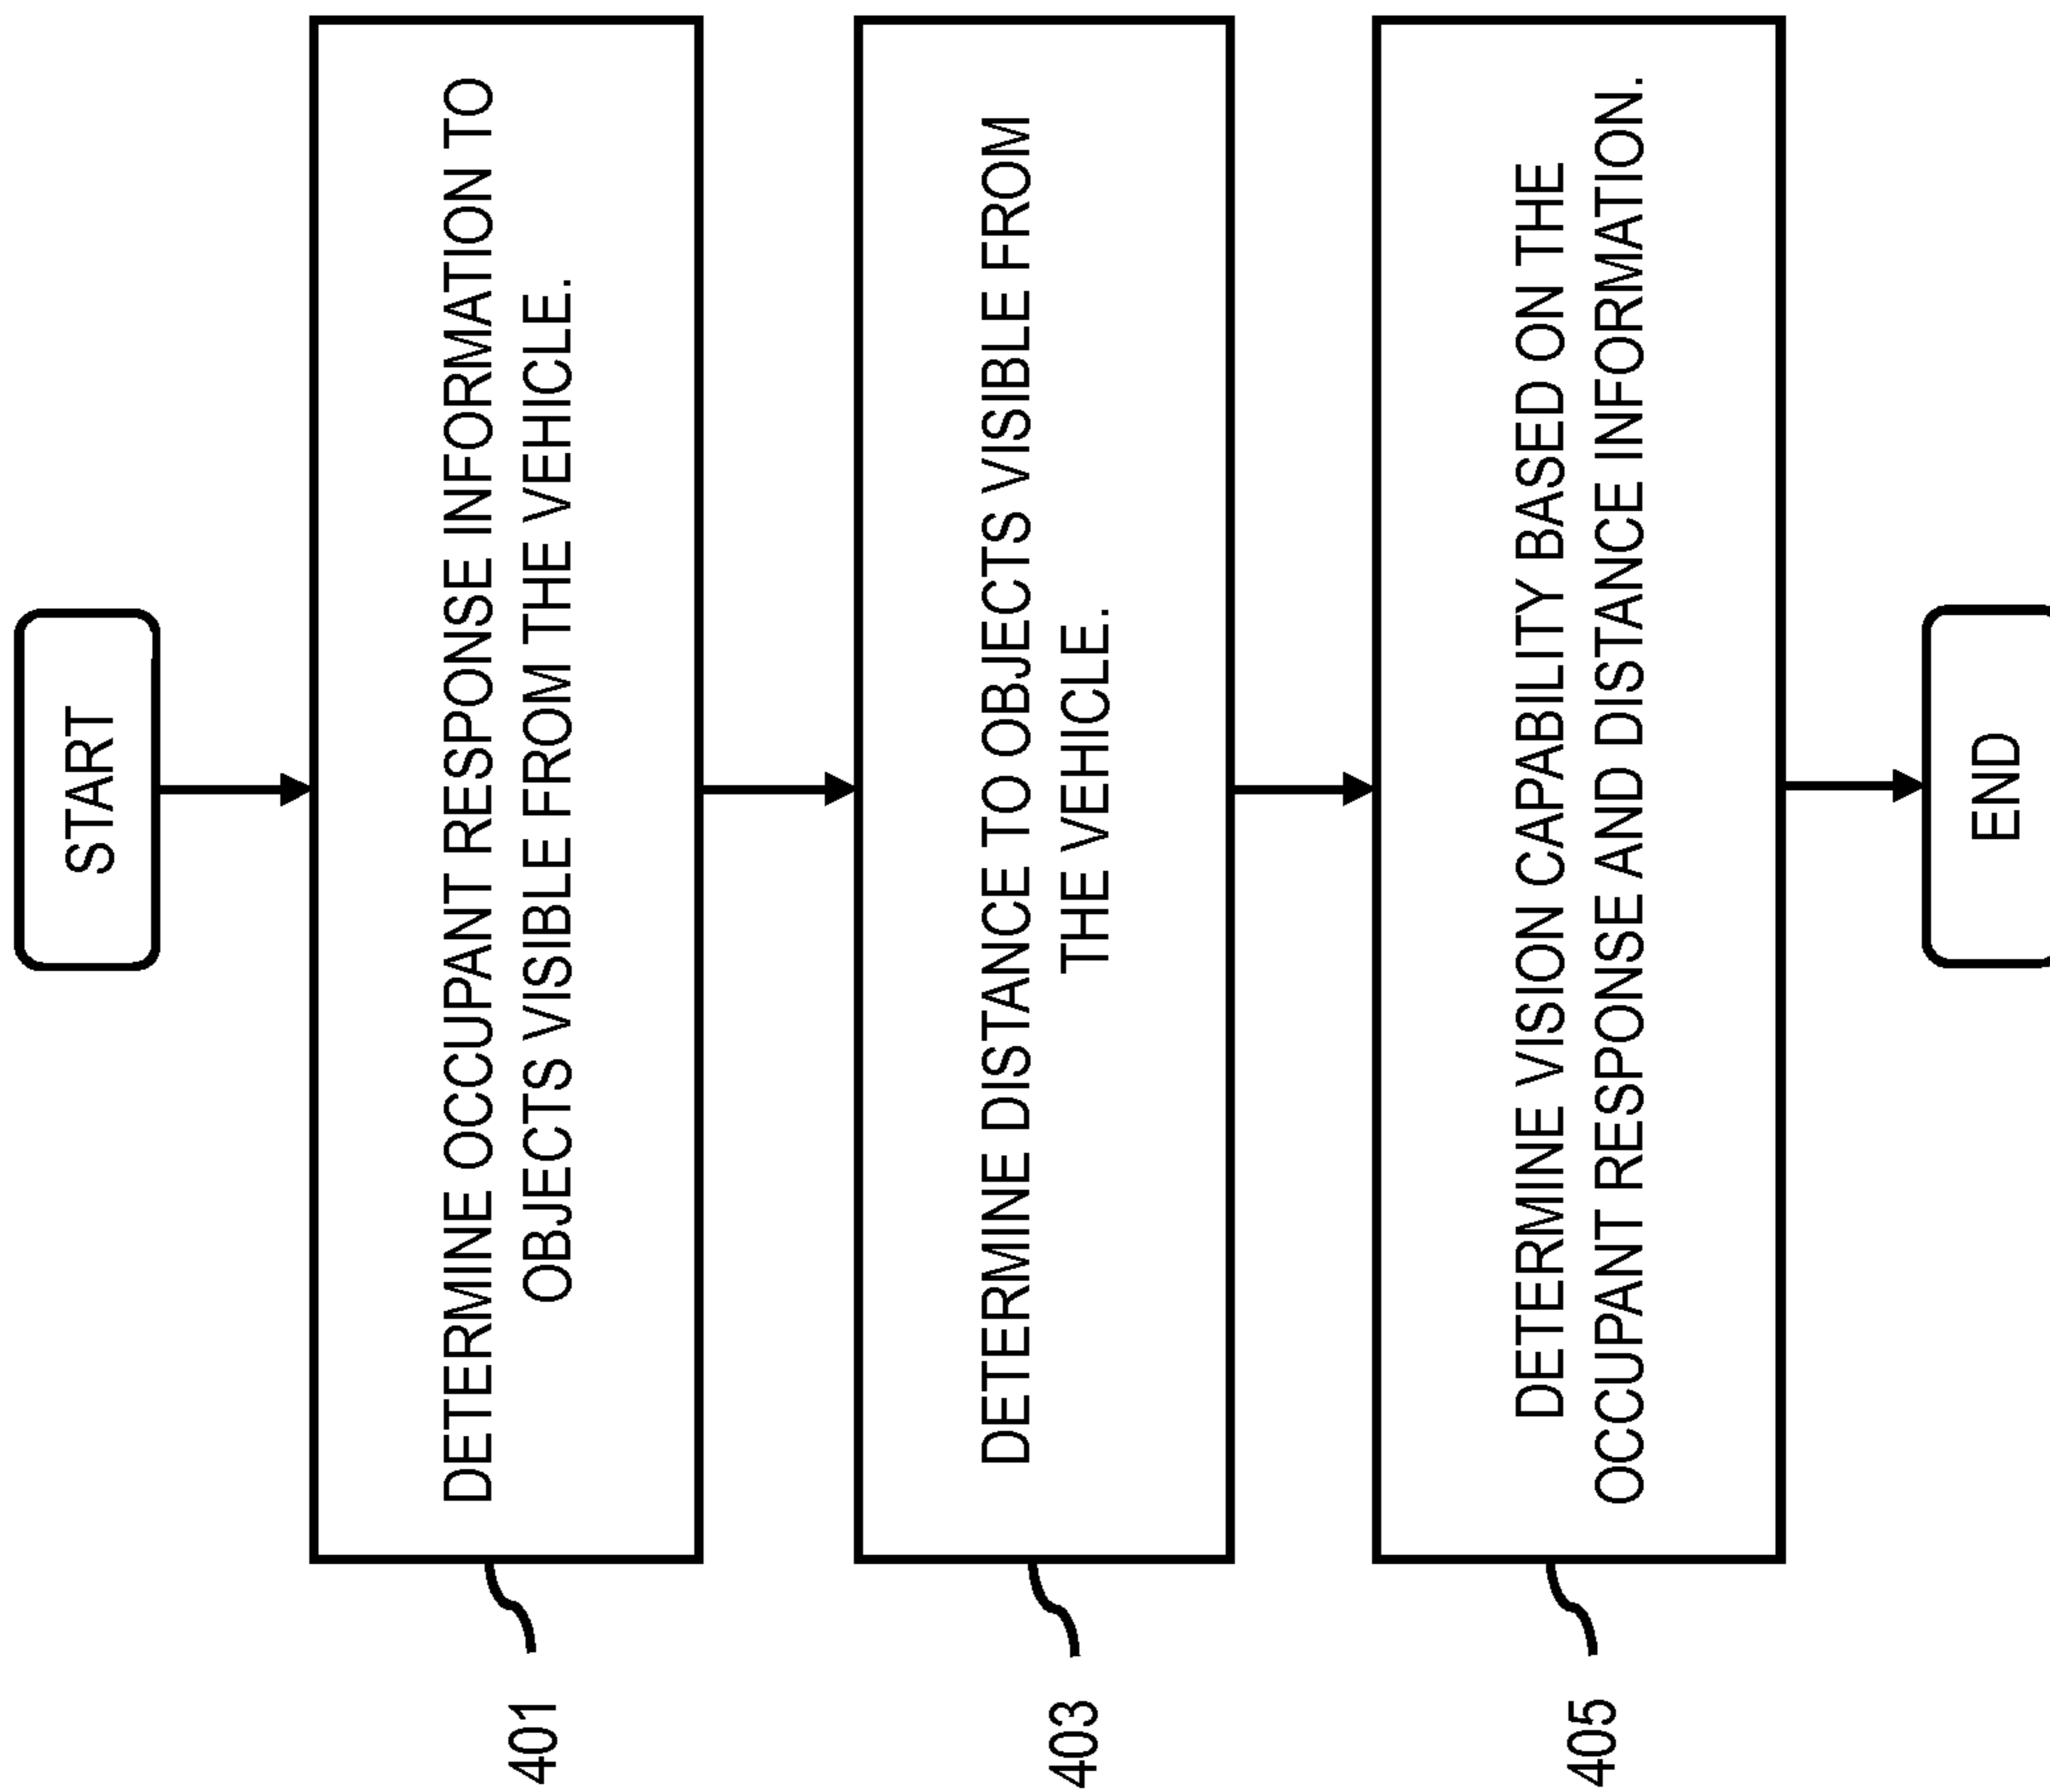 START
DETERMINE OCCUPANT RESPONSE INFORMATION TO
OBJECTS VISIBLE FROM THE VEHICLE.
401
DETERMINE DISTANCE TO OBJECTS VISIBLE FROM
THE VEHICLE.
403
DETERMINE VISION CAPABILITY BASED ON THE
OCCUPANT RESPONSE AND DISTANCE INFORMATION.
405
END